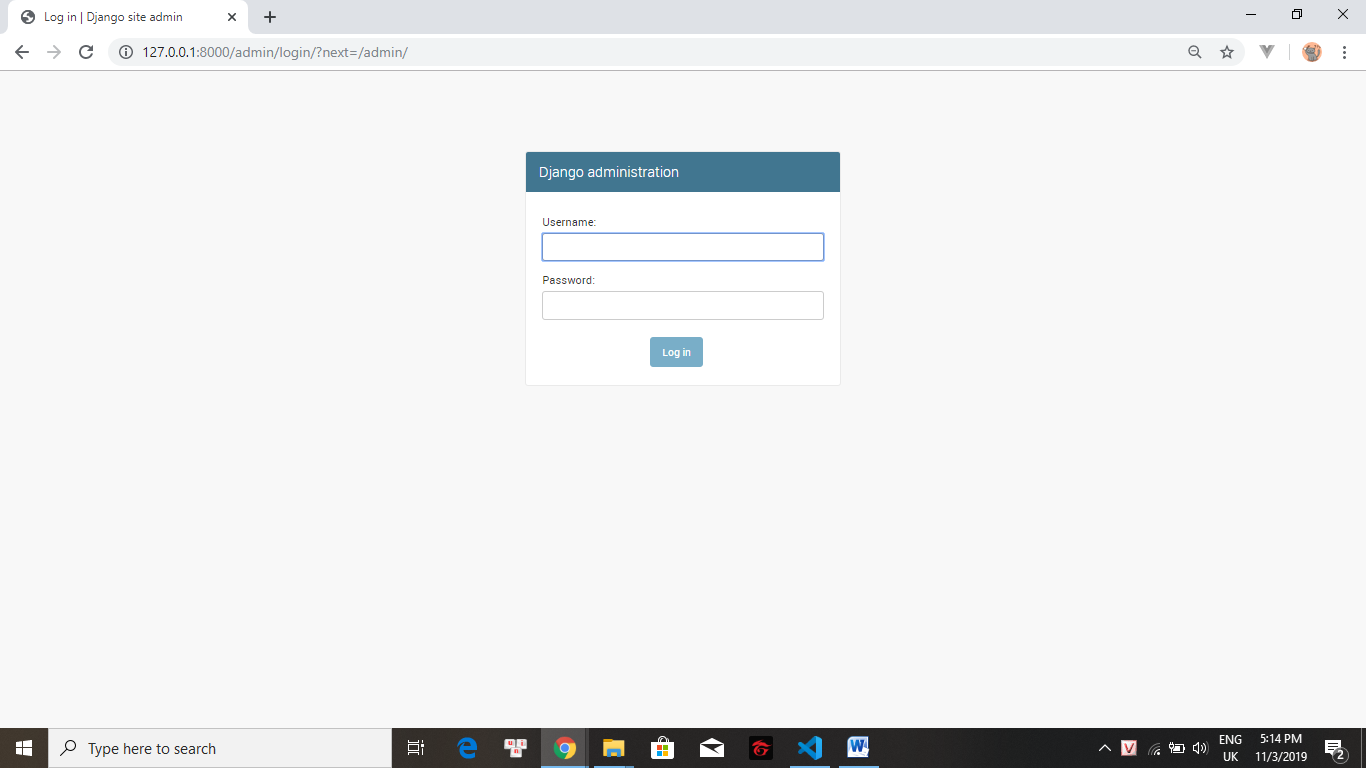 Log in | Django site admin
127.0.0.1:8000/admin/login/?next=/admin/
Django administration
Username:
Password:
Log in
Type here to search
ENG
UK
5:14 PM
11/3/2019
2